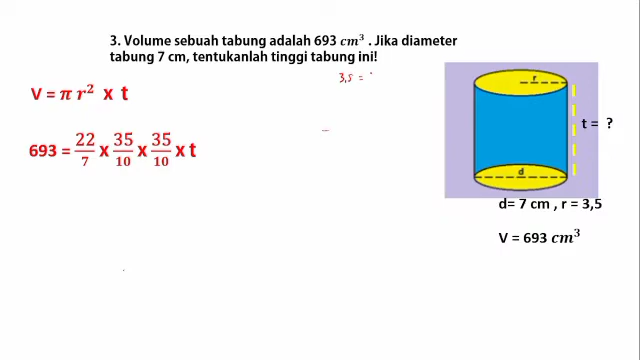 3. Volume sebuah tabung adalah 693 cm³ . Jika diameter
tabung 7 cm, tentukanlah tinggi tabung ini!
3,5 =
V = π r² x t
693 = 22/7 x 35/10 x 35/10 x t
r
t = ?
d
d= 7 cm , r = 3,5
V = 693 cm³